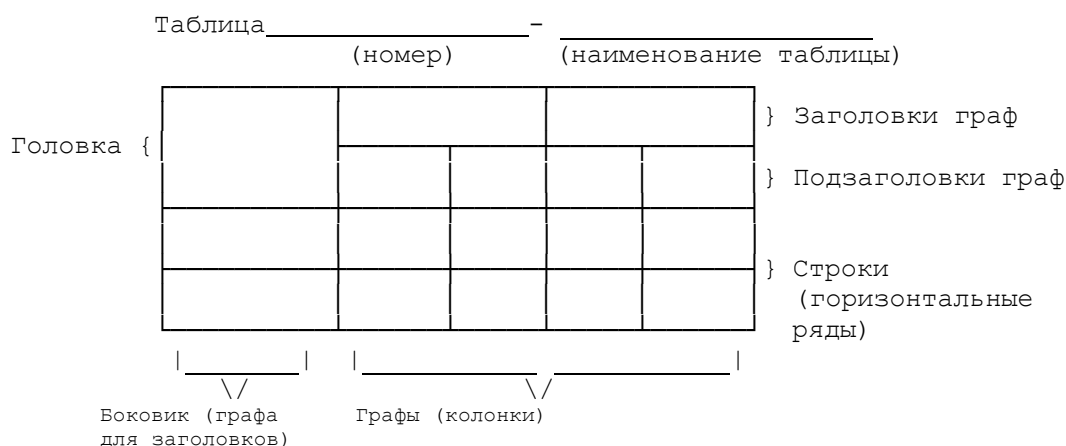 Таблица - 
(номер) (наименование таблицы)
} Заголовки граф
Головка {
} Подзаголовки граф
} Строки
(горизонтальные
ряды)
Боковик (графа Графы (колонки)
для заголовков)